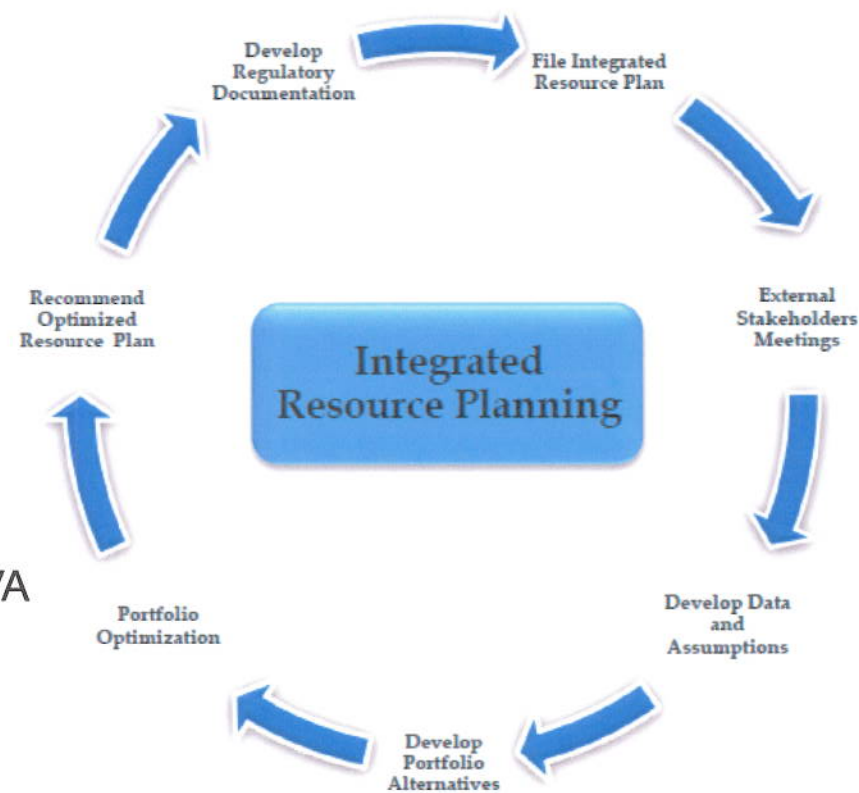 Develop
Regulatory
Documentation
File Integrated
Resource Plan
External
Stakeholders
Meetings
Develop Data
and
Assumptions
Develop
Portfolio
Alternatives
Portfolio
Optimization
Recommend
Optimized
Resource Plan
Integrated
Resource Planning
VA